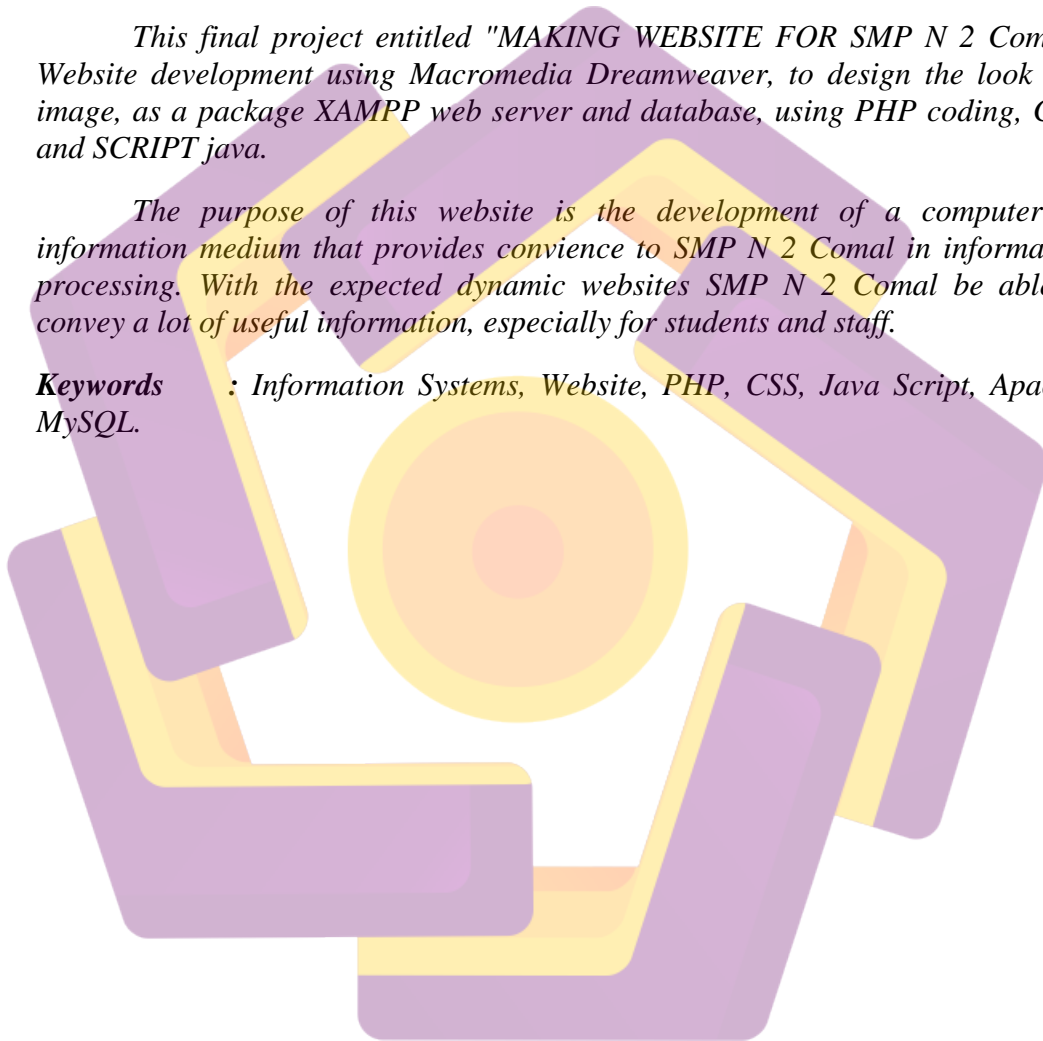 This final project entitled "MAKING WEBSITE FOR SMP N 2 Com
Website development using Macromedia Dreamweaver, to design the look
image, as a package XAMPP web server and database, using PHP coding, C
and SCRIPT java.
The purpose of this website is the development of a computer
information medium that provides convience to SMP N 2 Comal in informa
processing. With the expected dynamic websites SMP N 2 Comal be able
convey a lot of useful information, especially for students and staff.
Keywords : Information Systems, Website, PHP, CSS, Java Script, Apa
MySQL.